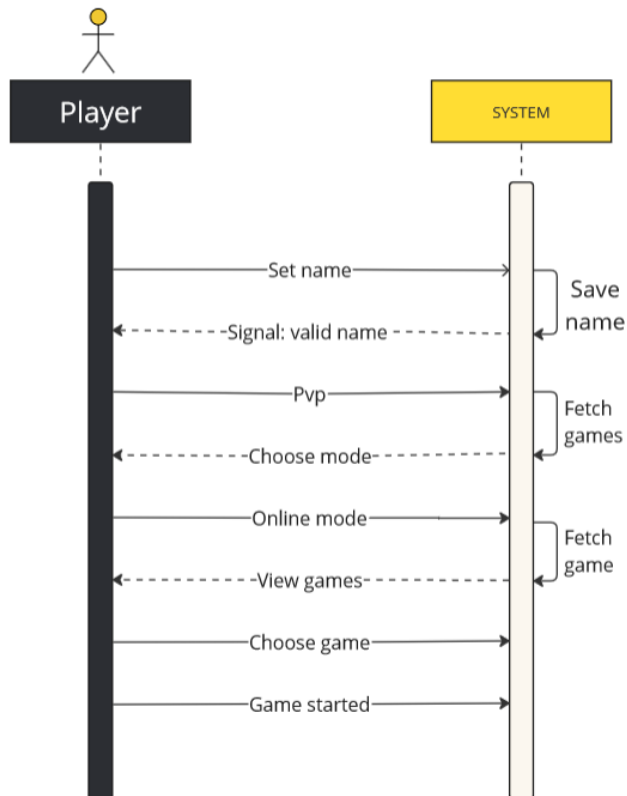 Player
SYSTEM
Set name
Save
name
Signal: valid name
Pvp
Fetch
games
Choose mode
Online mode
Fetch
game
View games
Choose game
Game started